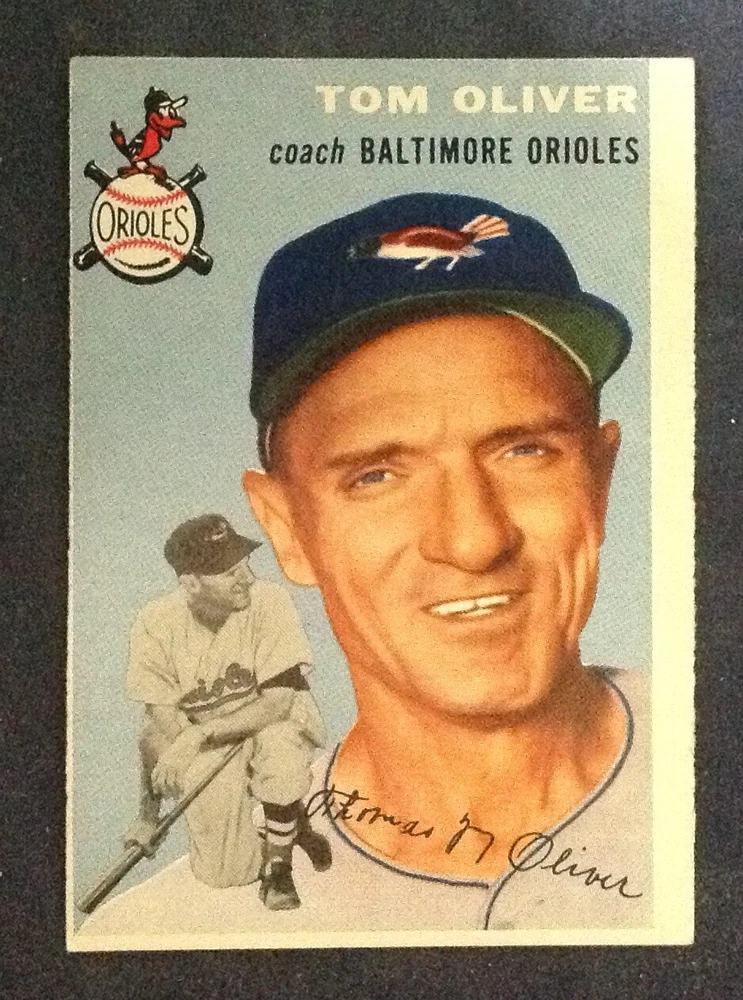 TOM OLIVER
coach BALTIMORE ORIOLES
ORIOLES
Thomas N Oliver